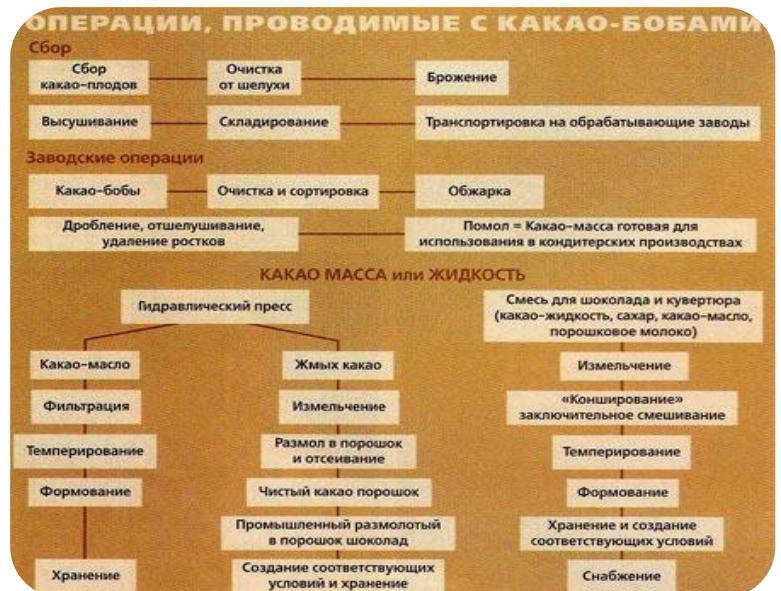 ОПЕРАЦИИ, ПРОВОДИМЫЕ С КАКАО-БОБАМИ
Сбор
Сбор
какао-плодов
Очистка
от шелухи
Брожение
Высушивание
Складирование
Транспортировка на обрабатывающие заводы
Заводские операции
Какао-бобы
Очистка и сортировка
Обжарка
Дробление, отшелушивание,
удаление ростков
Помол = Какао-масса готовая для
использования в кондитерских производствах
КАКАО МАССА или ЖИДКОСТЬ
Гидравлический пресс
Какао-масло
Фильтрация
Темперирование
Формование
Хранение
Жмых какао
Измельчение
Размол в порошок
и отсеивание
Чистый какао порошок
Промышленный размолотый
в порошок шоколад
Создание соответствующих
условий и хранение
Смесь для шоколада и кувертюра
(какао-жидкость, сахар, какао-масло,
порошковое молоко)
Измельчение
«Конширование»
заключительное смешивание
Темперирование
Формование
Хранение и создание
соответствующих условий
Снабжение